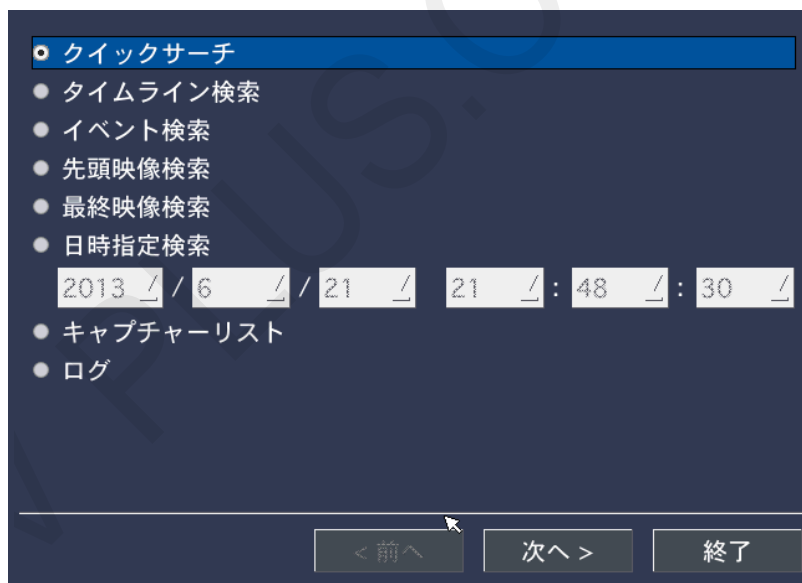 クイックサーチ
タイムライン検索
イベント検索
先頭映像検索
最終映像検索
日時指定検索
2013 / 6 / 21 21 : 48 : 30
キャプチャーリスト
ログ
< 前へ 次へ > 終了